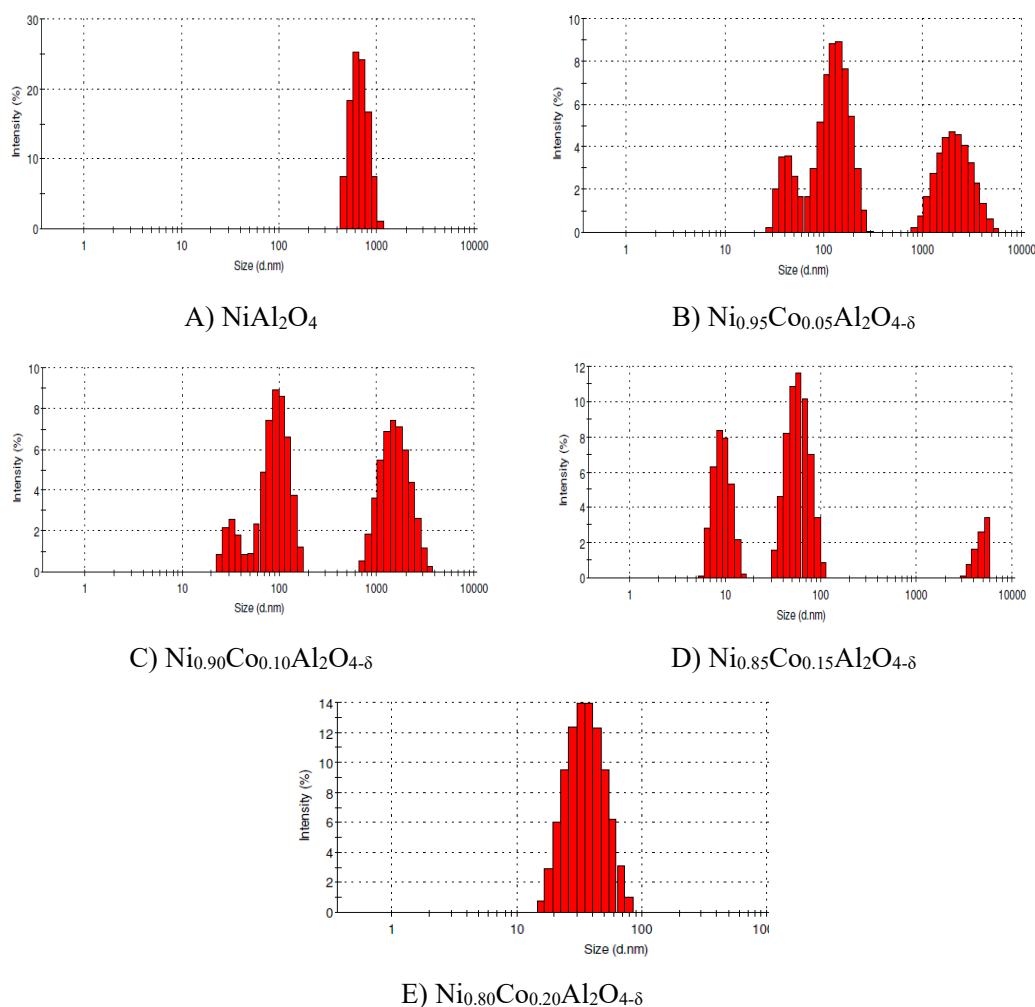 30
20
10
0
Intensity (%)
1 10 100 1000 10000
Size (d.nm)
A) NiAl₂O₄
10
8
6
4
2
0
Intensity (%)
1 10 100 1000 10000
Size (d.nm)
B) Ni₀.₉₅Co₀.₀₅Al₂O₄₋δ
10
8
6
4
2
0
Intensity (%)
1 10 100 1000 10000
Size (d.nm)
C) Ni₀.₉₀Co₀.₁₀Al₂O₄₋δ
12
10
8
6
4
2
0
Intensity (%)
1 10 100 1000 10000
Size (d.nm)
D) Ni₀.₈₅Co₀.₁₅Al₂O₄₋δ
14
12
10
8
6
4
2
0
Intensity (%)
1 10 100
Size (d.nm)
E) Ni₀.₈₀Co₀.₂₀Al₂O₄₋δ